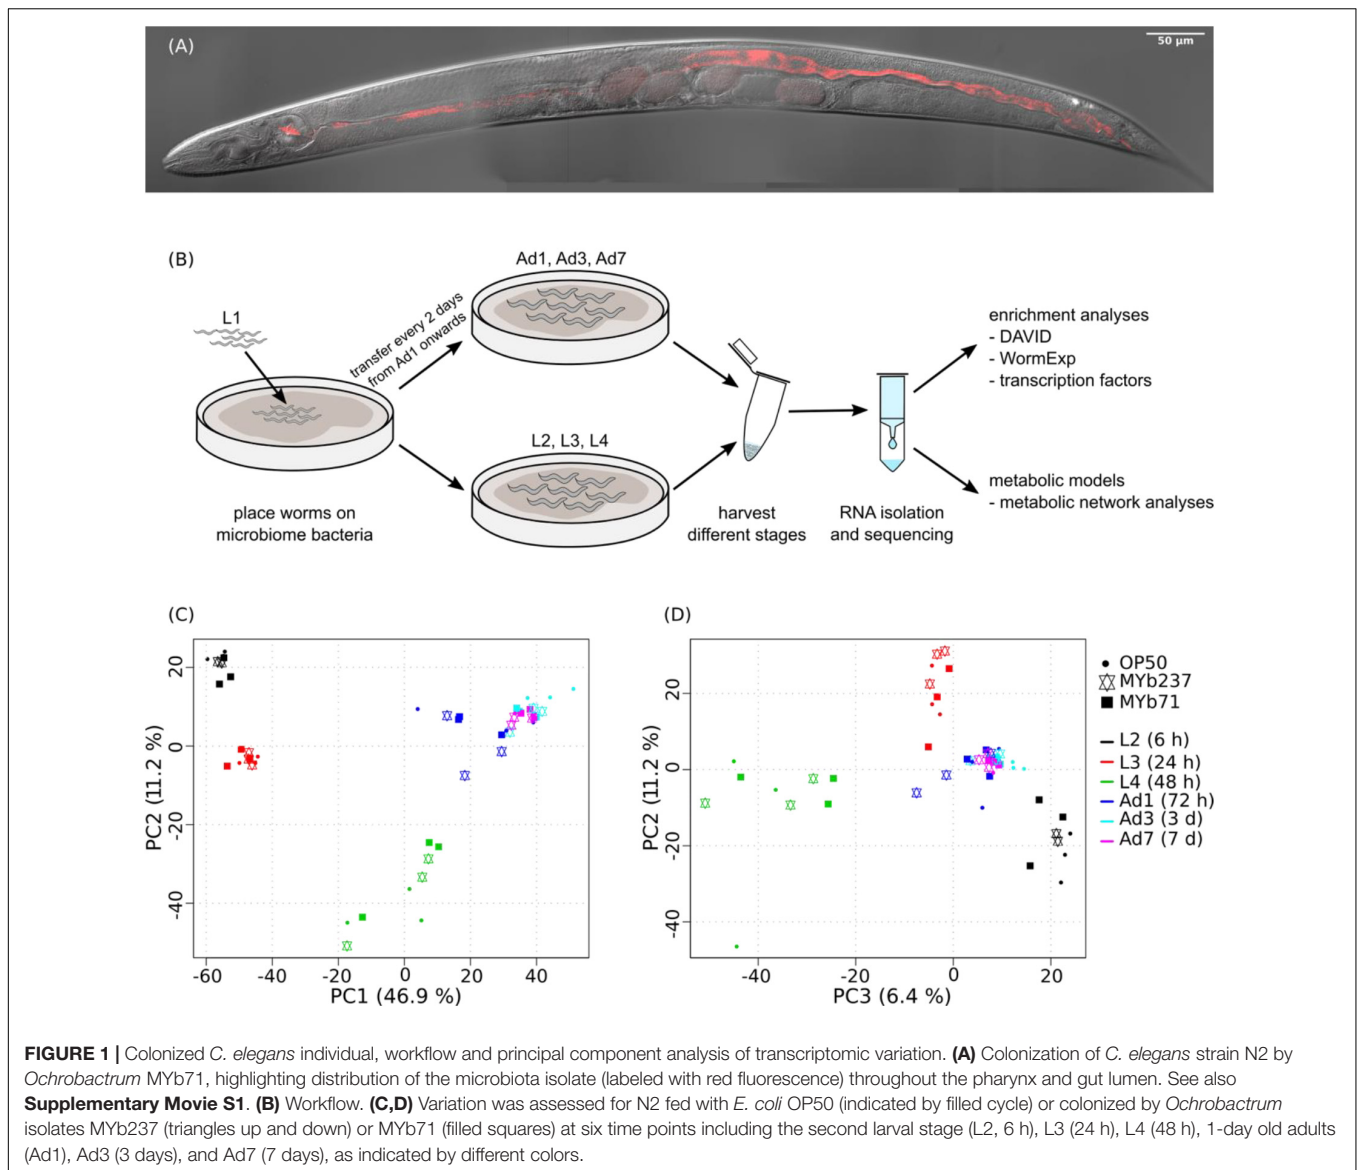 (A)
50 µm
(B)
L1
transfer every 2 days
from Ad1 onwards
Ad1, Ad3, Ad7
L2, L3, L4
place worms on
microbiome bacteria
harvest
different stages
RNA isolation
and sequencing
enrichment analyses
- DAVID
- WormExp
- transcription factors
metabolic models
- metabolic network analyses
(C)
PC2 (11.2 %)
20
0
-20
-40
-60
-40
-20
0
20
40
PC1 (46.9 %)
(D)
PC2 (11.2 %)
20
0
-20
-40
-40
-20
0
20
PC3 (6.4 %)
OP50
MYb237
MYb71
L2 (6 h)
L3 (24 h)
L4 (48 h)
Ad1 (72 h)
Ad3 (3 d)
Ad7 (7 d)
FIGURE 1 | Colonized C. elegans individual, workflow and principal component analysis of transcriptomic variation. (A) Colonization of C. elegans strain N2 by
Ochrobactrum MYb71, highlighting distribution of the microbiota isolate (labeled with red fluorescence) throughout the pharynx and gut lumen. See also
Supplementary Movie S1. (B) Workflow. (C,D) Variation was assessed for N2 fed with E. coli OP50 (indicated by filled cycle) or colonized by Ochrobactrum
isolates MYb237 (triangles up and down) or MYb71 (filled squares) at six time points including the second larval stage (L2, 6 h), L3 (24 h), L4 (48 h), 1-day old adults
(Ad1), Ad3 (3 days), and Ad7 (7 days), as indicated by different colors.